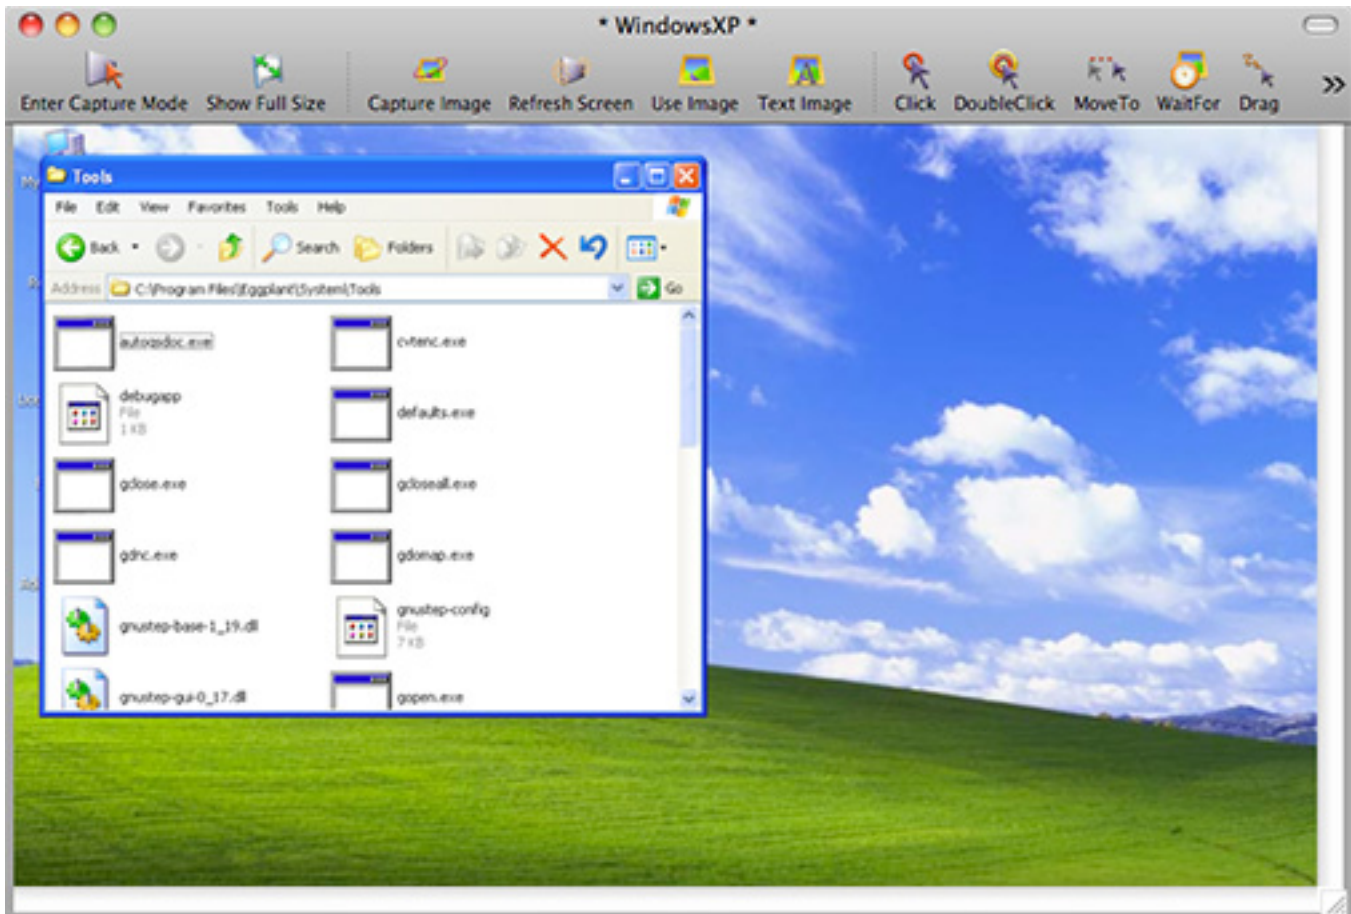 * WindowsXP *
Enter Capture Mode Show Full Size Capture Image Refresh Screen Use Image Text Image Click DoubleClick MoveTo WaitFor Drag
My
Tools
File Edit View Favorites Tools Help
Back Search Folders
Address C:\Program Files\Eggplant\System\Tools Go
autogsdoc.exe cvtenc.exe
debugapp
File
1 KB
defaults.exe
gclose.exe gcloseall.exe
gdnc.exe gdomap.exe
gnustep-base-1_19.dll
gnustep-config
File
7 KB
gnustep-gui-0_17.dll gopen.exe